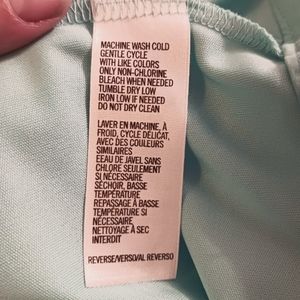 MACHINE WASH COLD
GENTLE CYCLE
WITH LIKE COLORS
ONLY NON-CHLORINE
BLEACH WHEN NEEDED
TUMBLE DRY LOW
IRON LOW IF NEEDED
DO NOT DRY CLEAN
LAVER EN MACHINE, À
FROID, CYCLE DÉLICAT,
AVEC DES COULEURS
SIMILAIRES
EEAU DE JAVEL SANS
CHLORE SEULEMENT
SI NÉCESSAIRE
SÉCHOIR, BASSE
TEMPÉRATURE
REPASSAGE À BASSE
TEMPÉRATURE SI
NÉCESSAIRE.
NETTOYAGE À SEC
INTERDIT
REVERSE/VERSO/AL REVERSO